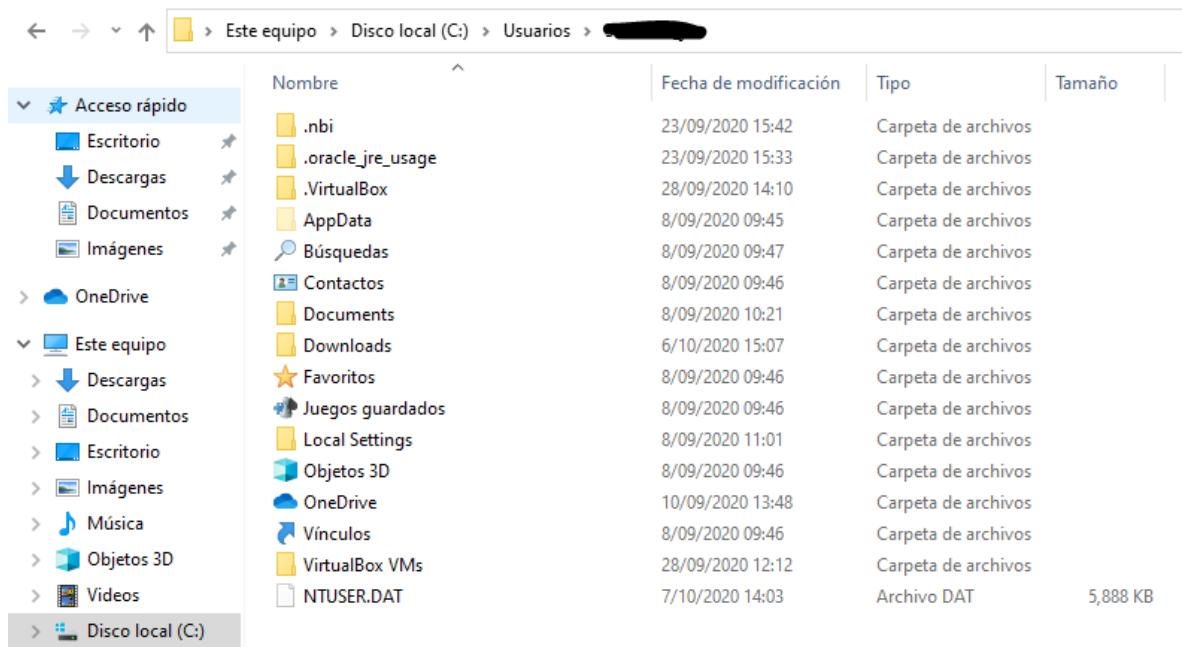 Este equipo > Disco local (C:) > Usuarios >
Nombre Fecha de modificación Tipo Tamaño
Acceso rápido
Escritorio
Descargas
Documentos
Imágenes
OneDrive
Este equipo
Descargas
Documentos
Escritorio
Imágenes
Música
Objetos 3D
Videos
Disco local (C:)
.nbi 23/09/2020 15:42 Carpeta de archivos
.oracle_jre_usage 23/09/2020 15:33 Carpeta de archivos
.VirtualBox 28/09/2020 14:10 Carpeta de archivos
AppData 8/09/2020 09:45 Carpeta de archivos
Búsquedas 8/09/2020 09:47 Carpeta de archivos
Contactos 8/09/2020 09:46 Carpeta de archivos
Documents 8/09/2020 10:21 Carpeta de archivos
Downloads 6/10/2020 15:07 Carpeta de archivos
Favoritos 8/09/2020 09:46 Carpeta de archivos
Juegos guardados 8/09/2020 09:46 Carpeta de archivos
Local Settings 8/09/2020 11:01 Carpeta de archivos
Objetos 3D 8/09/2020 09:46 Carpeta de archivos
OneDrive 10/09/2020 13:48 Carpeta de archivos
Vínculos 8/09/2020 09:46 Carpeta de archivos
VirtualBox VMs 28/09/2020 12:12 Carpeta de archivos
NTUSER.DAT 7/10/2020 14:03 Archivo DAT 5,888 KB